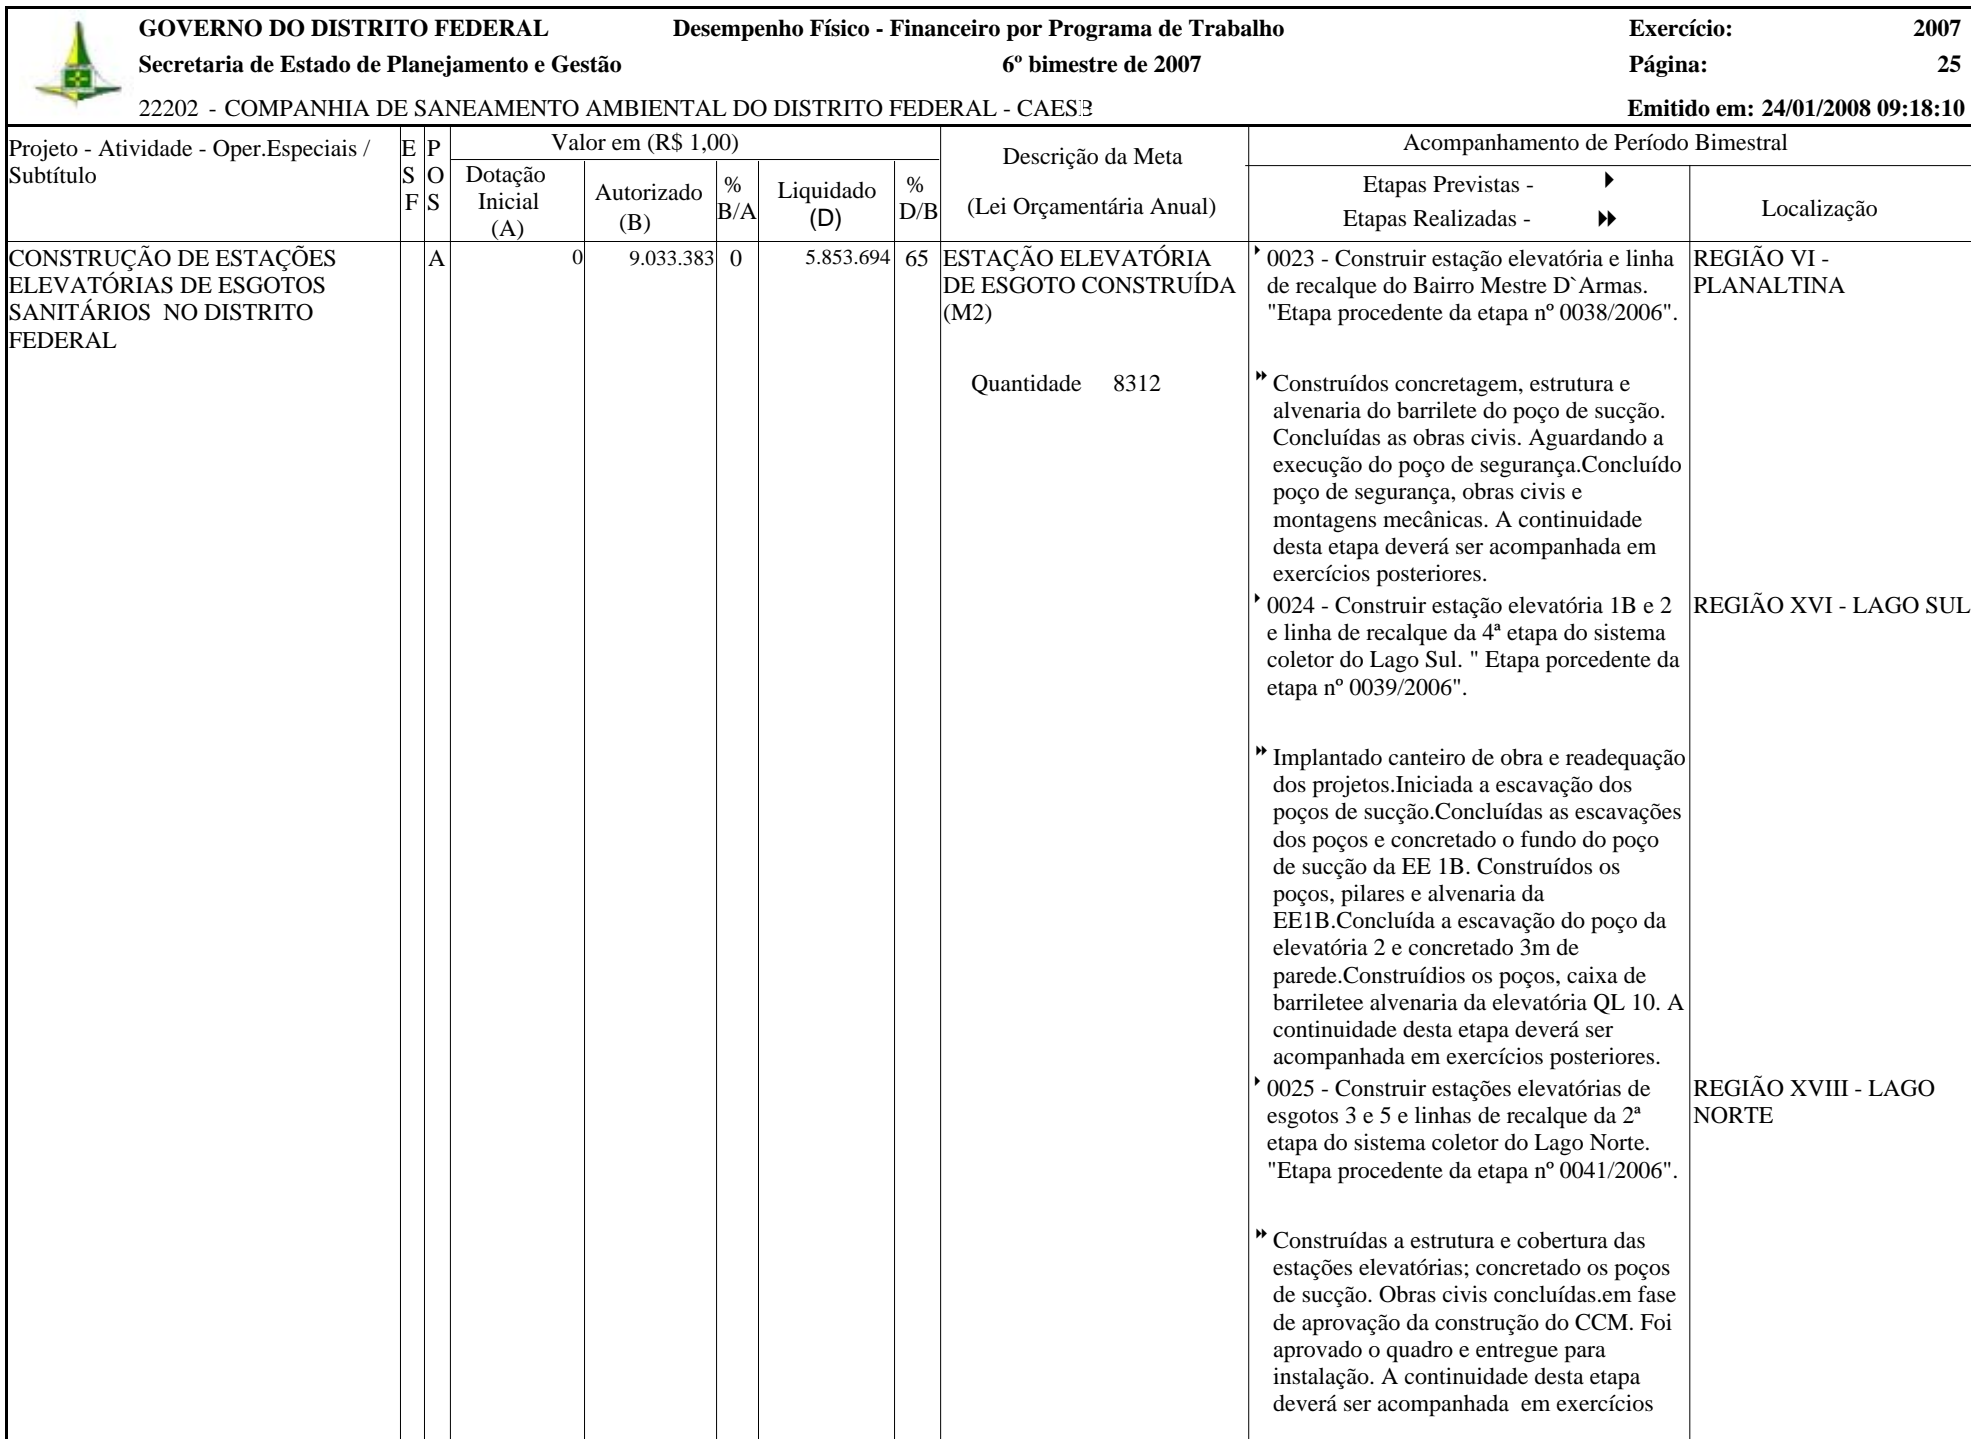 GOVERNO DO DISTRITO FEDERAL Desempenho Físico - Financeiro por Programa de Trabalho Exercício: 2007
Secretaria de Estado de Planejamento e Gestão 6º bimestre de 2007 Página: 25
22202 - COMPANHIA DE SANEAMENTO AMBIENTAL DO DISTRITO FEDERAL - CAESB Emitido em: 24/01/2008 09:18:10
Projeto - Atividade - Oper.Especiais /
Subtítulo
E
S
F
P
O
S
Valor em (R$ 1,00)
Dotação
Inicial
(A)
Autorizado
(B)
%
B/A
Liquidado
(D)
%
D/B
Descrição da Meta
(Lei Orçamentária Anual)
Acompanhamento de Período Bimestral
Etapas Previstas -
Etapas Realizadas -
Localização
CONSTRUÇÃO DE ESTAÇÕES
ELEVATÓRIAS DE ESGOTOS
SANITÁRIOS NO DISTRITO
FEDERAL
A
0
9.033.383
0
5.853.694
65
ESTAÇÃO ELEVATÓRIA
DE ESGOTO CONSTRUÍDA
(M2)
Quantidade 8312
0023 - Construir estação elevatória e linha
de recalque do Bairro Mestre D`Armas.
"Etapa procedente da etapa nº 0038/2006".
REGIÃO VI -
PLANALTINA
Construídos concretagem, estrutura e
alvenaria do barrilete do poço de sucção.
Concluídas as obras civis. Aguardando a
execução do poço de segurança.Concluído
poço de segurança, obras civis e
montagens mecânicas. A continuidade
desta etapa deverá ser acompanhada em
exercícios posteriores.
0024 - Construir estação elevatória 1B e 2
e linha de recalque da 4ª etapa do sistema
coletor do Lago Sul. " Etapa porcedente da
etapa nº 0039/2006".
REGIÃO XVI - LAGO SUL
Implantado canteiro de obra e readequação
dos projetos.Iniciada a escavação dos
poços de sucção.Concluídas as escavações
dos poços e concretado o fundo do poço
de sucção da EE 1B. Construídos os
poços, pilares e alvenaria da
EE1B.Concluída a escavação do poço da
elevatória 2 e concretado 3m de
parede.Construídios os poços, caixa de
barriletee alvenaria da elevatória QL 10. A
continuidade desta etapa deverá ser
acompanhada em exercícios posteriores.
0025 - Construir estações elevatórias de
esgotos 3 e 5 e linhas de recalque da 2ª
etapa do sistema coletor do Lago Norte.
"Etapa procedente da etapa nº 0041/2006".
REGIÃO XVIII - LAGO
NORTE
Construídas a estrutura e cobertura das
estações elevatórias; concretado os poços
de sucção. Obras civis concluídas.em fase
de aprovação da construção do CCM. Foi
aprovado o quadro e entregue para
instalação. A continuidade desta etapa
deverá ser acompanhada em exercícios